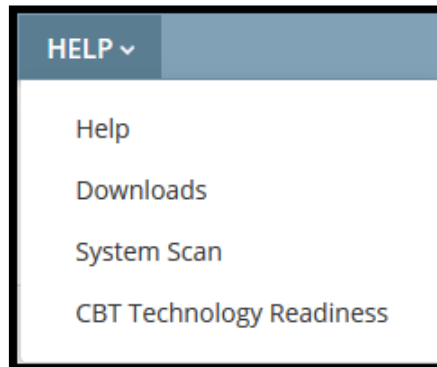 HELP
Help
Downloads
System Scan
CBT Technology Readiness